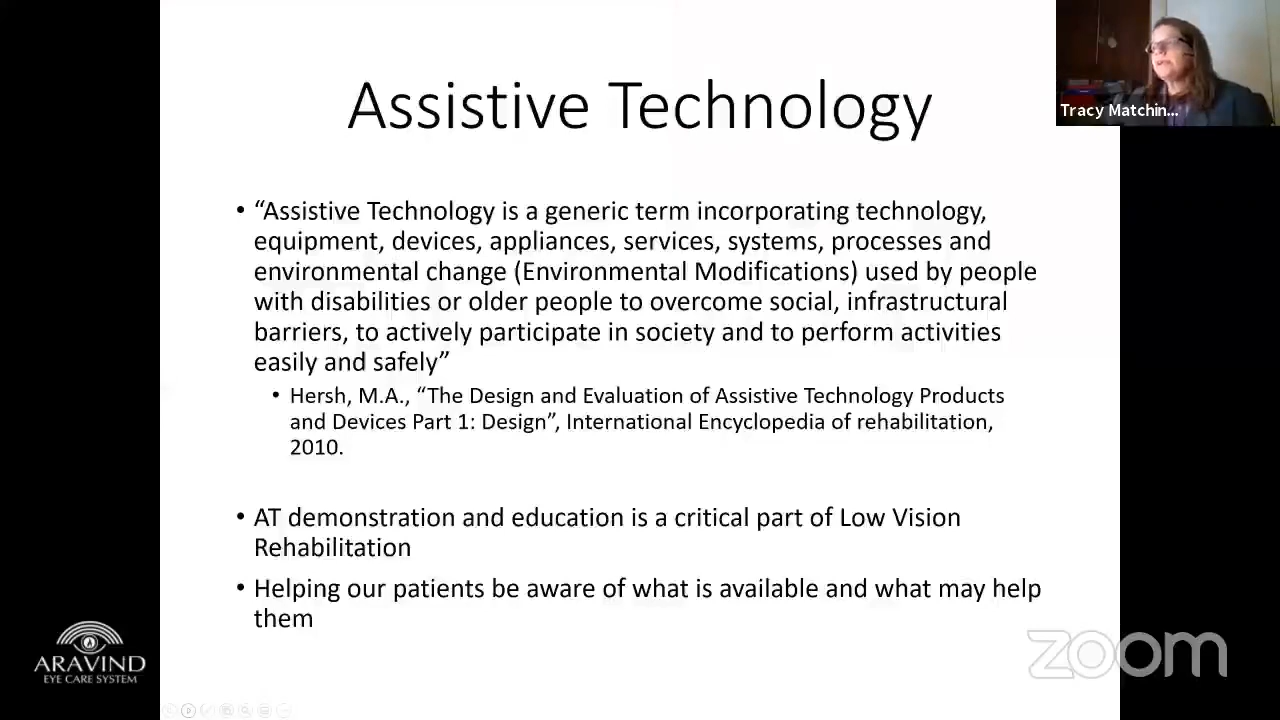 Assistive Technology
Tracy Matchin...
• “Assistive Technology is a generic term incorporating technology,
equipment, devices, appliances, services, systems, processes and
environmental change (Environmental Modifications) used by people
with disabilities or older people to overcome social, infrastructural
barriers, to actively participate in society and to perform activities
easily and safely”
• Hersh, M.A., “The Design and Evaluation of Assistive Technology Products
and Devices Part 1: Design”, International Encyclopedia of rehabilitation,
2010.
• AT demonstration and education is a critical part of Low Vision
Rehabilitation
• Helping our patients be aware of what is available and what may help
them
ARAVIND
EYE CARE SYSTEM
zoom